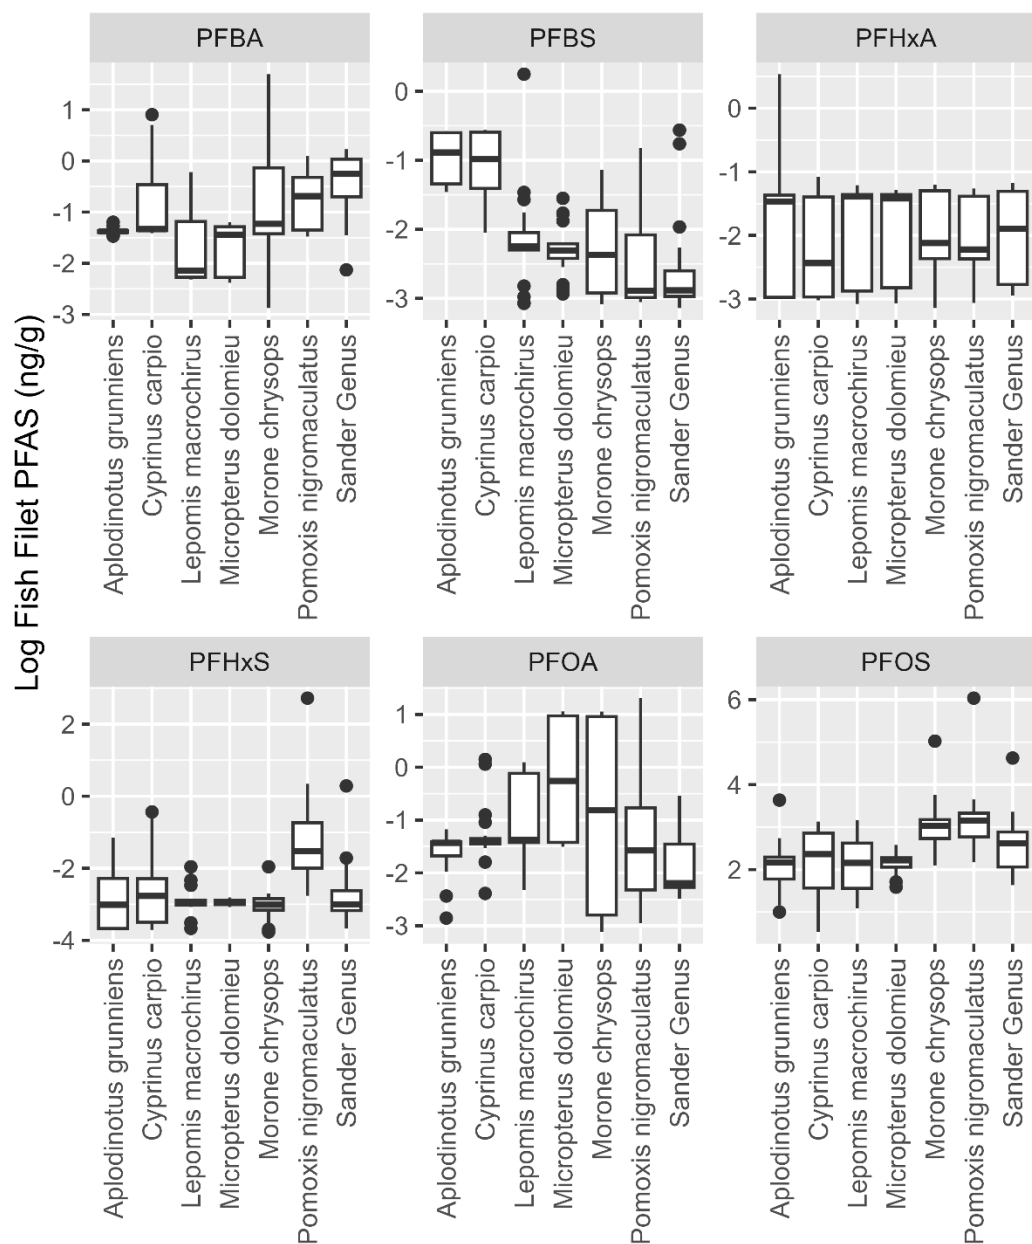 Log Fish Filet PFAS (ng/g)
PFBA
1
0
-1
-2
-3
Aplodinotus grunniens
Cyprinus carpio
Lepomis macrochirus
Micropterus dolomieu
Morone chrysops
Pomoxis nigromaculatus
Sander Genus
PFBS
0
-1
-2
-3
Aplodinotus grunniens
Cyprinus carpio
Lepomis macrochirus
Micropterus dolomieu
Morone chrysops
Pomoxis nigromaculatus
Sander Genus
PFHxA
0
-1
-2
-3
Aplodinotus grunniens
Cyprinus carpio
Lepomis macrochirus
Micropterus dolomieu
Morone chrysops
Pomoxis nigromaculatus
Sander Genus
PFHxS
2
0
-2
-4
Aplodinotus grunniens
Cyprinus carpio
Lepomis macrochirus
Micropterus dolomieu
Morone chrysops
Pomoxis nigromaculatus
Sander Genus
PFOA
1
0
-1
-2
-3
Aplodinotus grunniens
Cyprinus carpio
Lepomis macrochirus
Micropterus dolomieu
Morone chrysops
Pomoxis nigromaculatus
Sander Genus
PFOS
6
4
2
Aplodinotus grunniens
Cyprinus carpio
Lepomis macrochirus
Micropterus dolomieu
Morone chrysops
Pomoxis nigromaculatus
Sander Genus